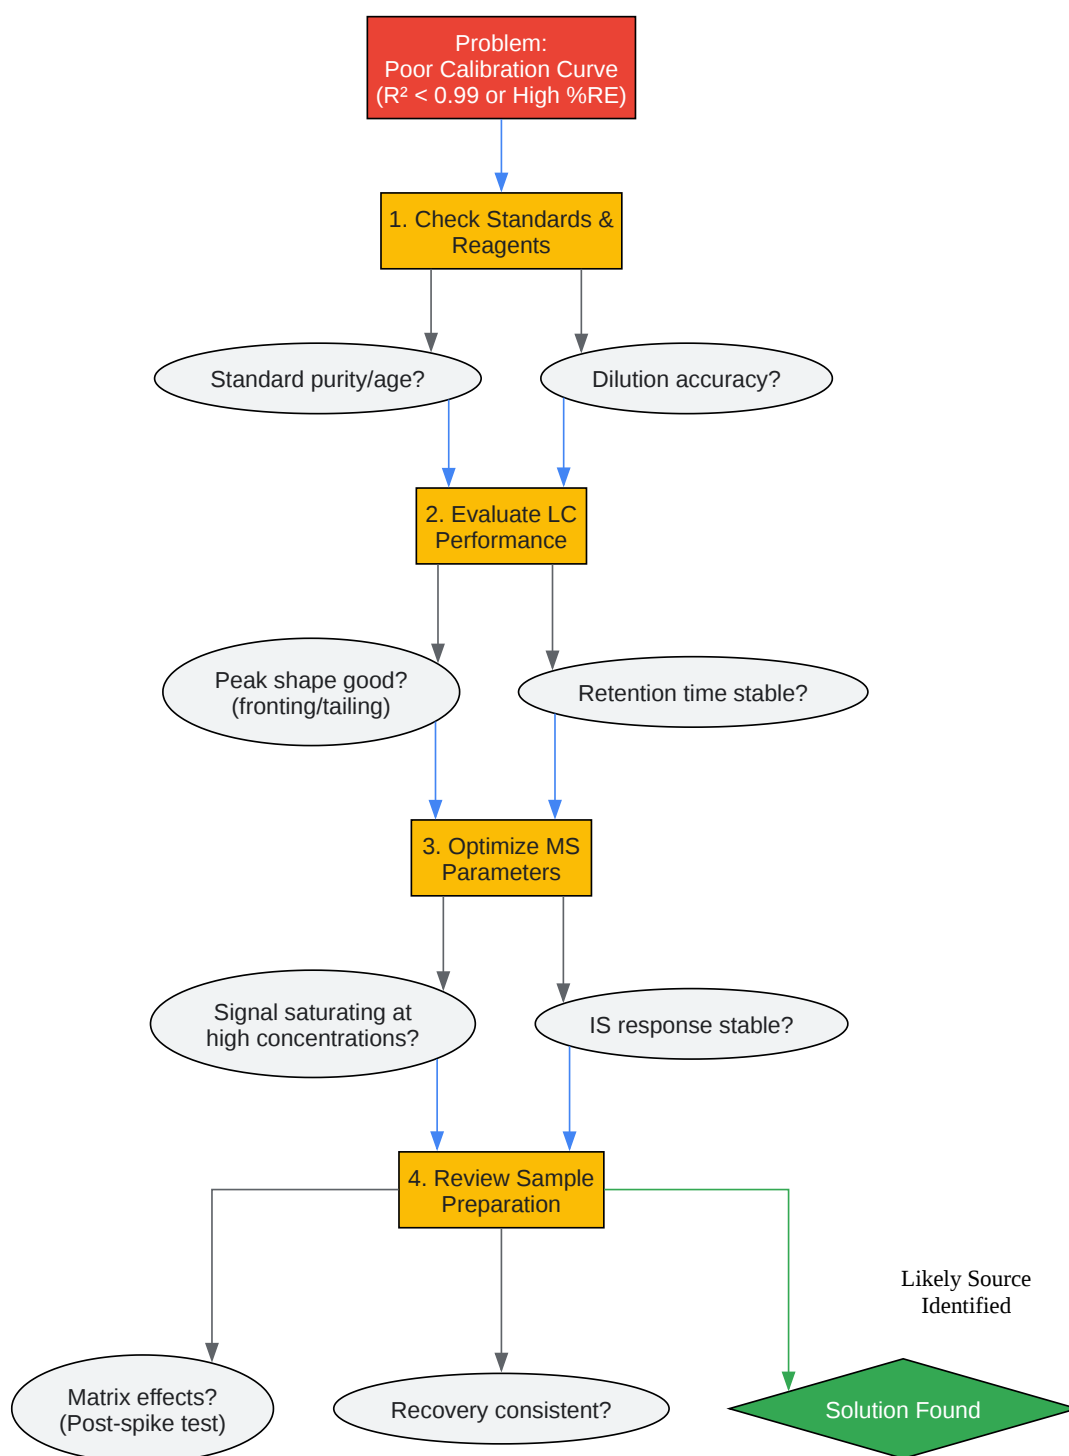 Problem:
Poor Calibration Curve
(R² < 0.99 or High %RE)
1. Check Standards &
Reagents
Standard purity/age?
Dilution accuracy?
2. Evaluate LC
Performance
Peak shape good?
(fronting/tailing)
Retention time stable?
3. Optimize MS
Parameters
Signal saturating at
high concentrations?
IS response stable?
4. Review Sample
Preparation
Likely Source
Identified
Matrix effects?
(Post-spike test)
Recovery consistent?
Solution Found